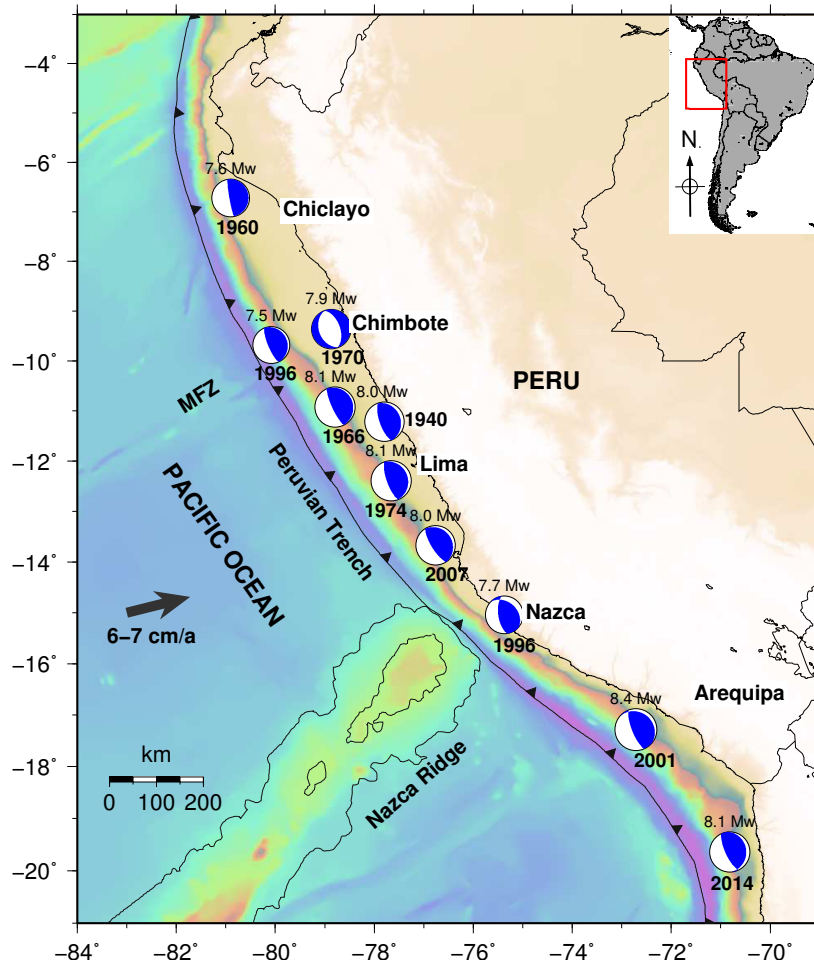 −4°
−6°
−8°
−10°
−12°
−14°
−16°
−18°
−20°
−84°
−82°
−80°
−78°
−76°
−74°
−72°
−70°
N.
7.6 Mw
1960
Chiclayo
7.9 Mw
1970
Chimbote
7.5 Mw
1996
PERU
8.1 Mw
1966
8.0 Mw
1940
MFZ
8.1 Mw
1974
Lima
Peruvian Trench
PACIFIC OCEAN
8.0 Mw
2007
7.7 Mw
1996
Nazca
6−7 cm/a
Arequipa
8.4 Mw
2001
km
0 100 200
Nazca Ridge
8.1 Mw
2014